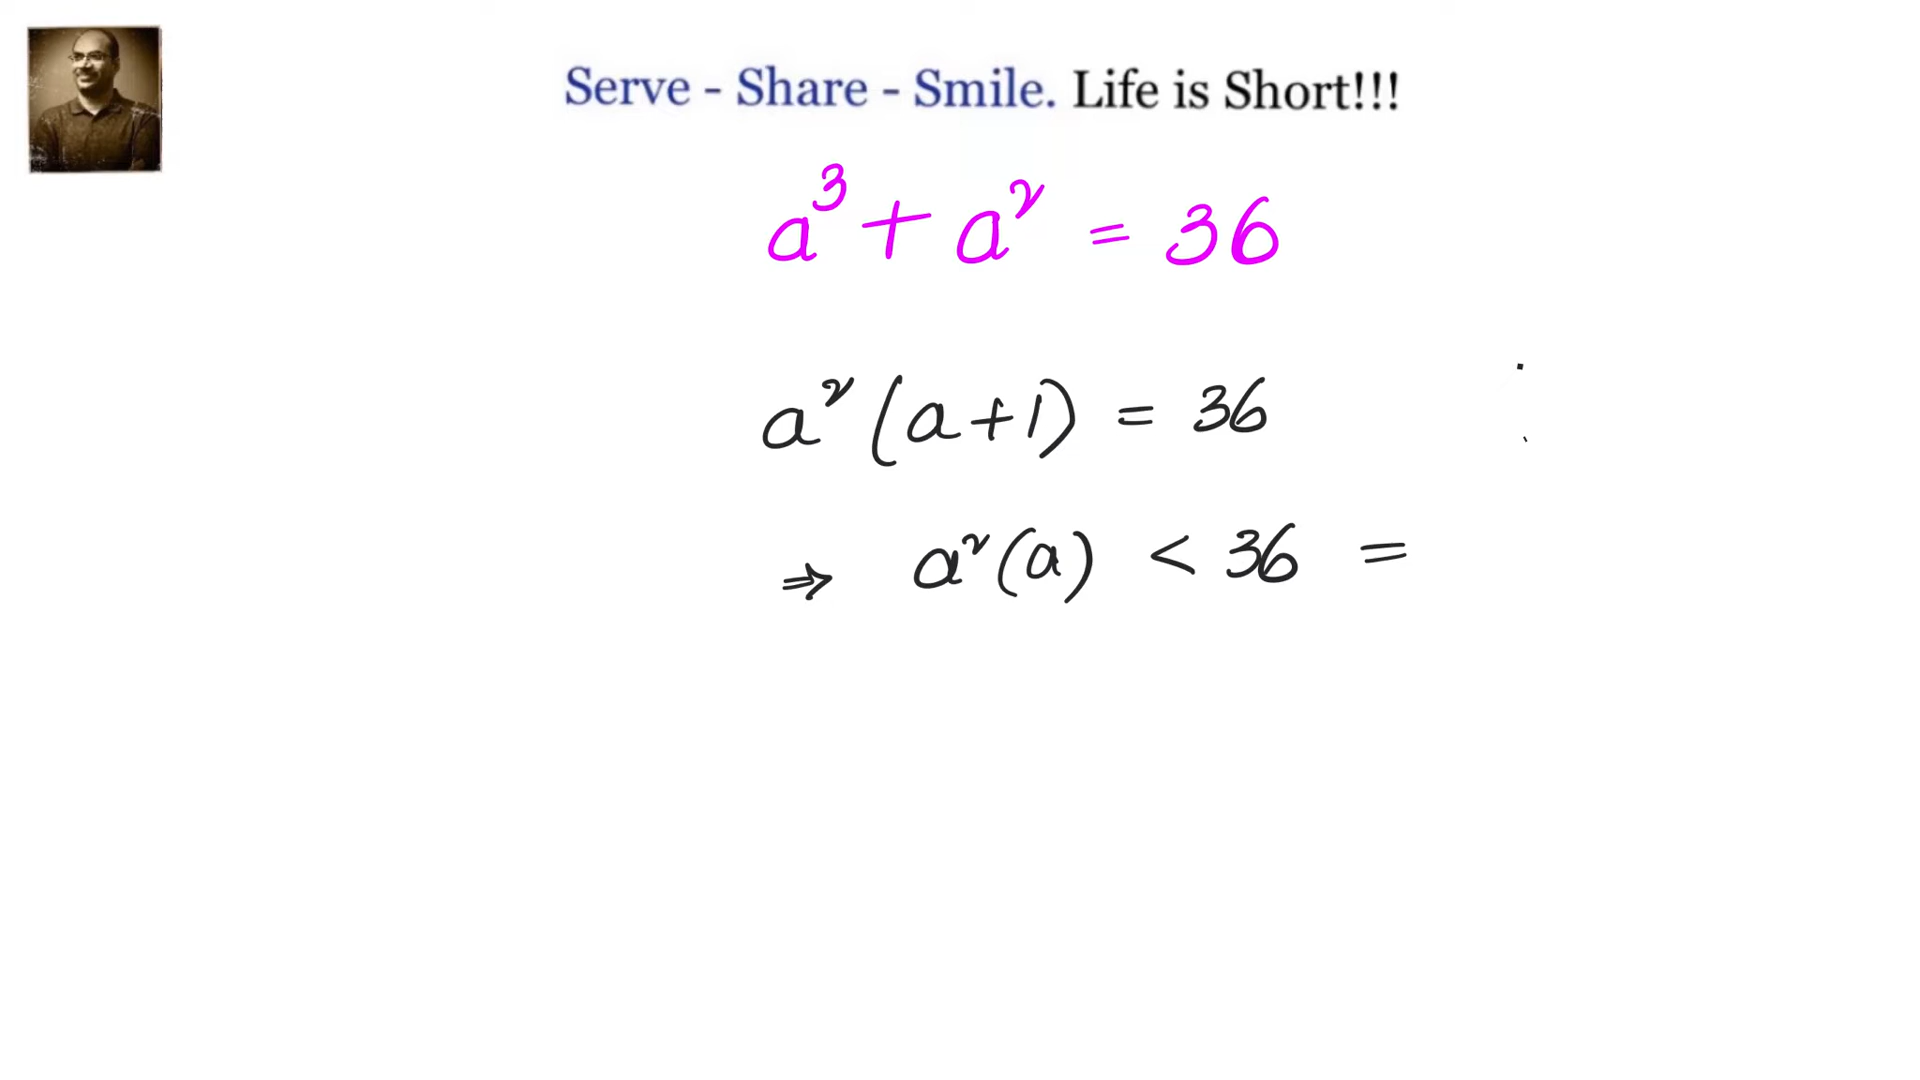 Serve - Share - Smile. Life is Short!!!
a³ + a² = 36
a² (a+1) = 36
⇒ a² (a) < 36 =